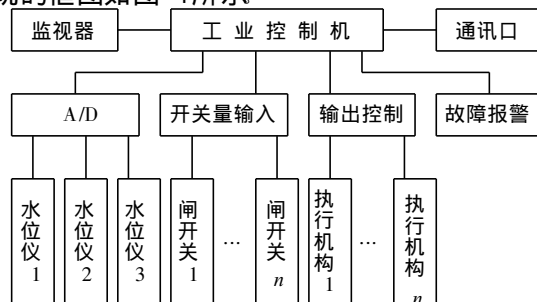 统的框图如图 1所示。
监视器 工业控制机 通讯口
A/D 开关量输入 输出控制 故障报警
水位仪1 水位仪2 水位仪3 闸开关1 … 闸开关n 执行机构1 … 执行机构n